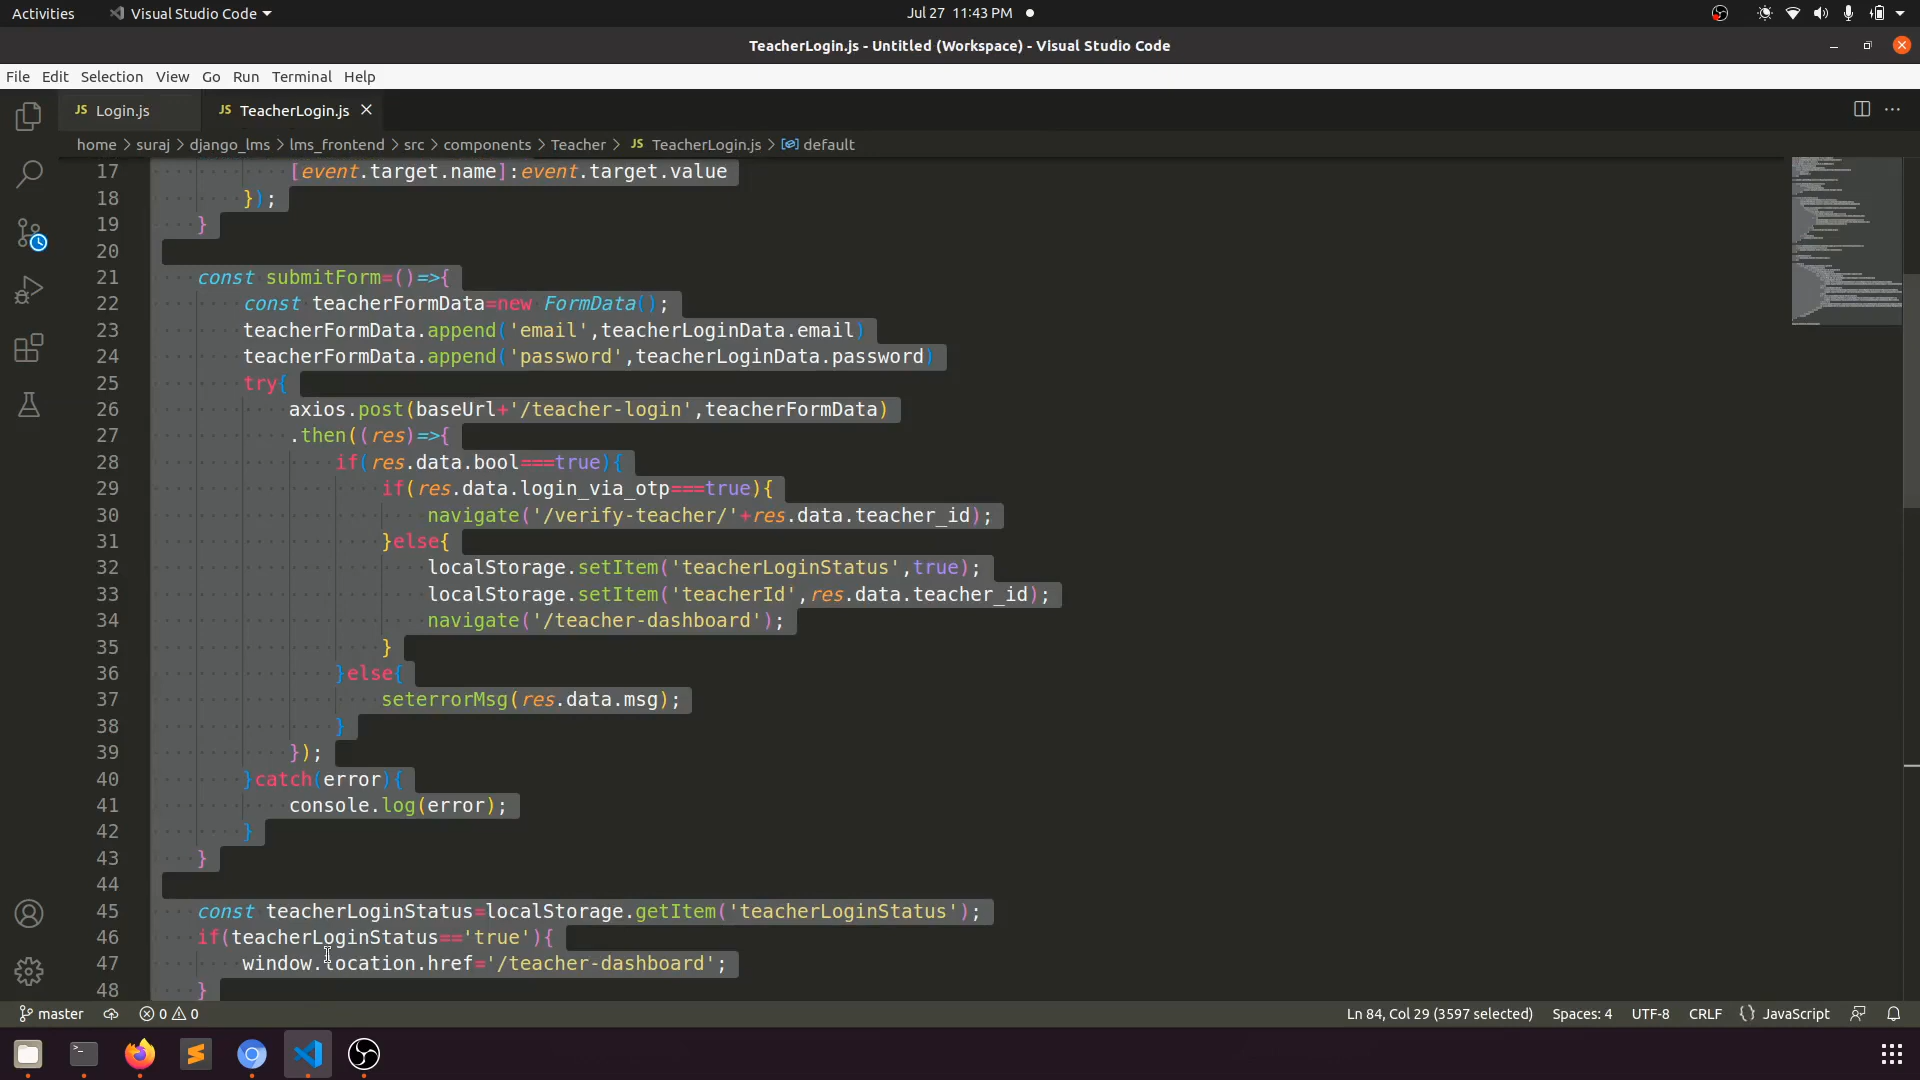 Activities Visual Studio Code Jul 27 11:43 PM
TeacherLogin.js - Untitled (Workspace) - Visual Studio Code
File Edit Selection View Go Run Terminal Help
JS Login.js JS TeacherLogin.js
home > suraj > django_lms > lms_frontend > src > components > Teacher > JS TeacherLogin.js > default
17 [event.target.name]:event.target.value
18 });
19 }
20
21 const submitForm=()=>{
22 const teacherFormData=new FormData();
23 teacherFormData.append('email',teacherLoginData.email)
24 teacherFormData.append('password',teacherLoginData.password)
25 try{
26 axios.post(baseUrl+'/teacher-login',teacherFormData)
27 .then((res)=>{
28 if(res.data.bool===true){
29 if(res.data.login_via_otp===true){
30 navigate('/verify-teacher/'+res.data.teacher_id);
31 }else{
32 localStorage.setItem('teacherLoginStatus',true);
33 localStorage.setItem('teacherId',res.data.teacher_id);
34 navigate('/teacher-dashboard');
35 }
36 }else{
37 seterrorMsg(res.data.msg);
38 }
39 });
40 }catch(error){
41 console.log(error);
42 }
43 }
44
45 const teacherLoginStatus=localStorage.getItem('teacherLoginStatus');
46 if(teacherLoginStatus=='true'){
47 window.location.href='/teacher-dashboard';
48 }
master 0 0 Ln 84, Col 29 (3597 selected) Spaces: 4 UTF-8 CRLF {} JavaScript